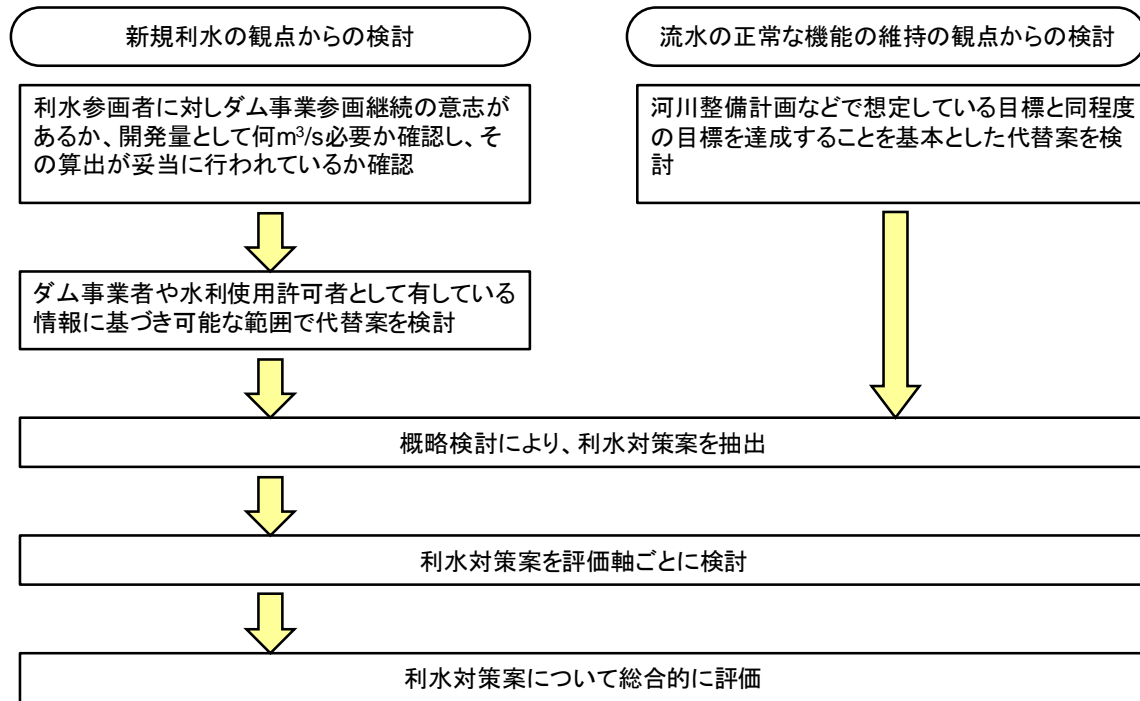 新規利水の観点からの検討
流水の正常な機能の維持の観点からの検討
利水参画者に対しダム事業参画継続の意志が
あるか、開発量として何m³/s必要か確認し、そ
の算出が妥当に行われているか確認
河川整備計画などで想定している目標と同程度
の目標を達成することを基本とした代替案を検
討
ダム事業者や水利使用許可者として有している
情報に基づき可能な範囲で代替案を検討
概略検討により、利水対策案を抽出
利水対策案を評価軸ごとに検討
利水対策案について総合的に評価